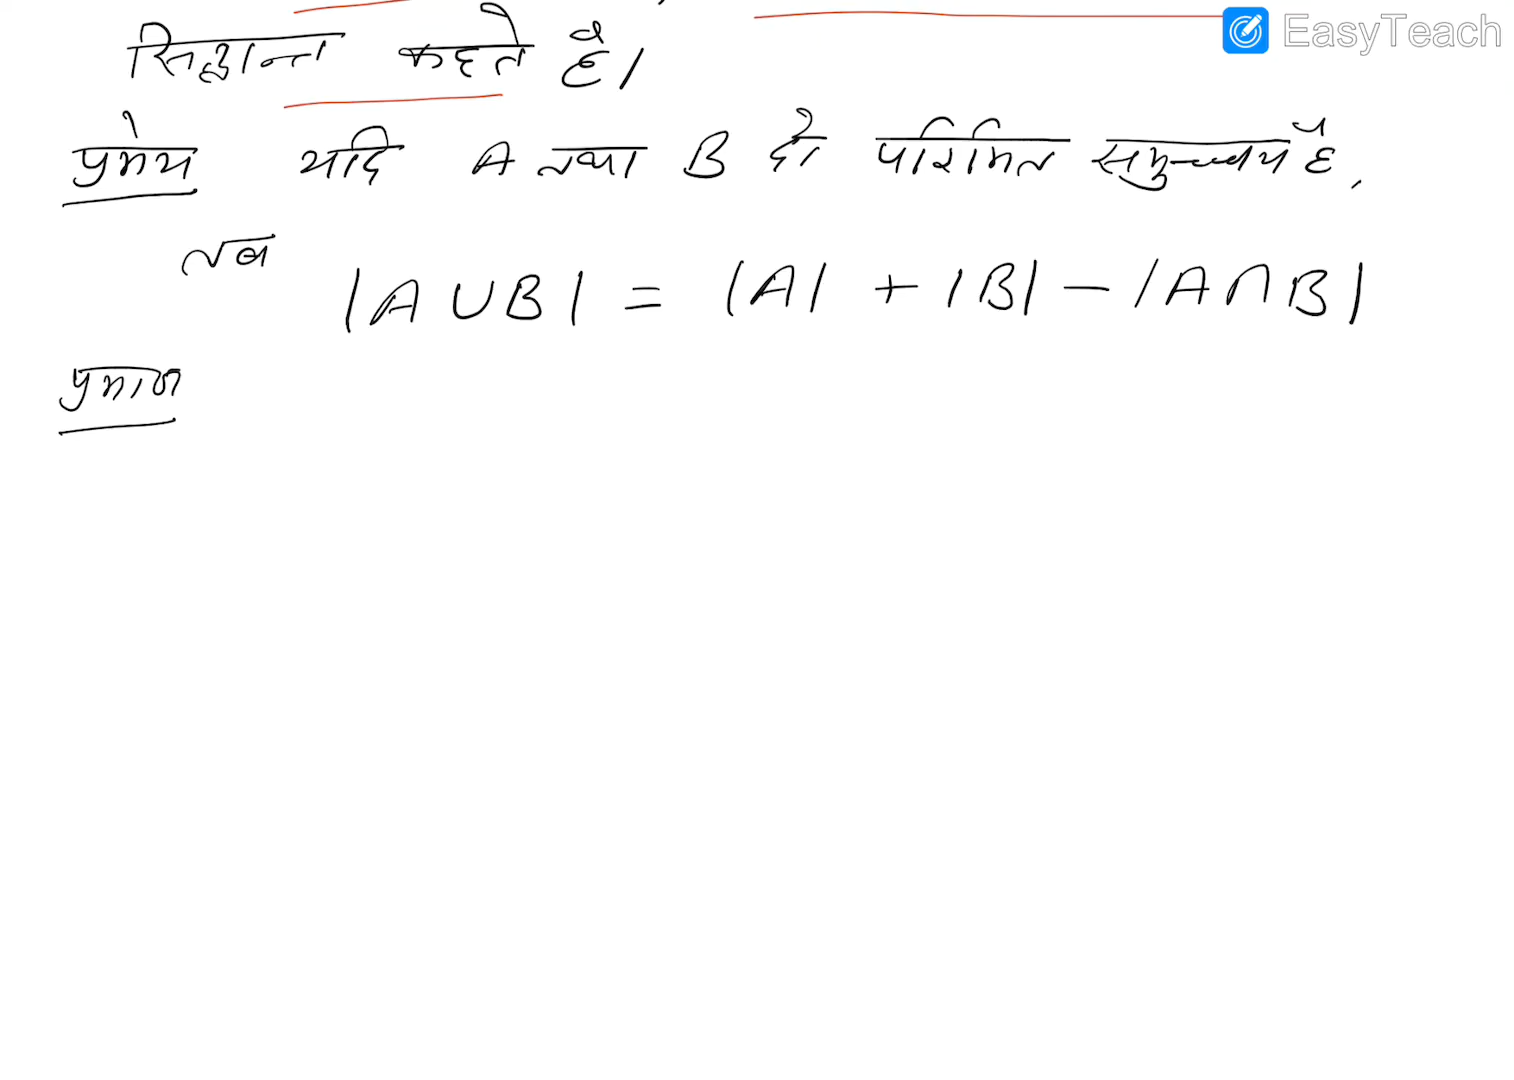 EasyTeach
सिद्धान्त कहते है।
प्रमेय यदि A तथा B दो परिमित समुच्चय है,
तब |A ∪ B| = |A| + |B| - |A ∩ B|
प्रमाण